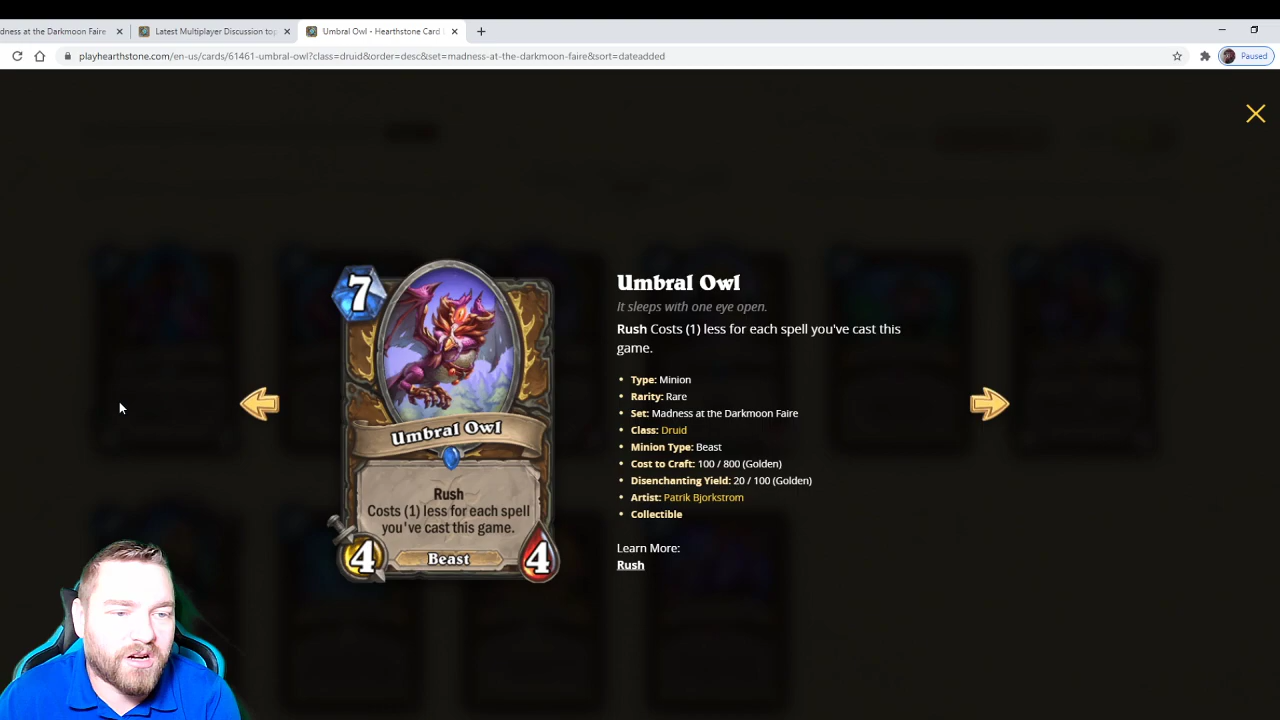 dness at the Darkmoon Faire
Latest Multiplayer Discussion top
Umbral Owl - Hearthstone Card
playhearthstone.com/en-us/cards/61461-umbral-owl?class=druid&order=desc&set=madness-at-the-darkmoon-faire&sort=dateadded
Paused
7
Umbral Owl
Rush
Costs (1) less for each spell
you've cast this game.
4
Beast
4
Umbral Owl
It sleeps with one eye open.
Rush Costs (1) less for each spell you've cast this
game.
• Type: Minion
• Rarity: Rare
• Set: Madness at the Darkmoon Faire
• Class: Druid
• Minion Type: Beast
• Cost to Craft: 100 / 800 (Golden)
• Disenchanting Yield: 20 / 100 (Golden)
• Artist: Patrik Bjorkstrom
• Collectible
Learn More:
Rush